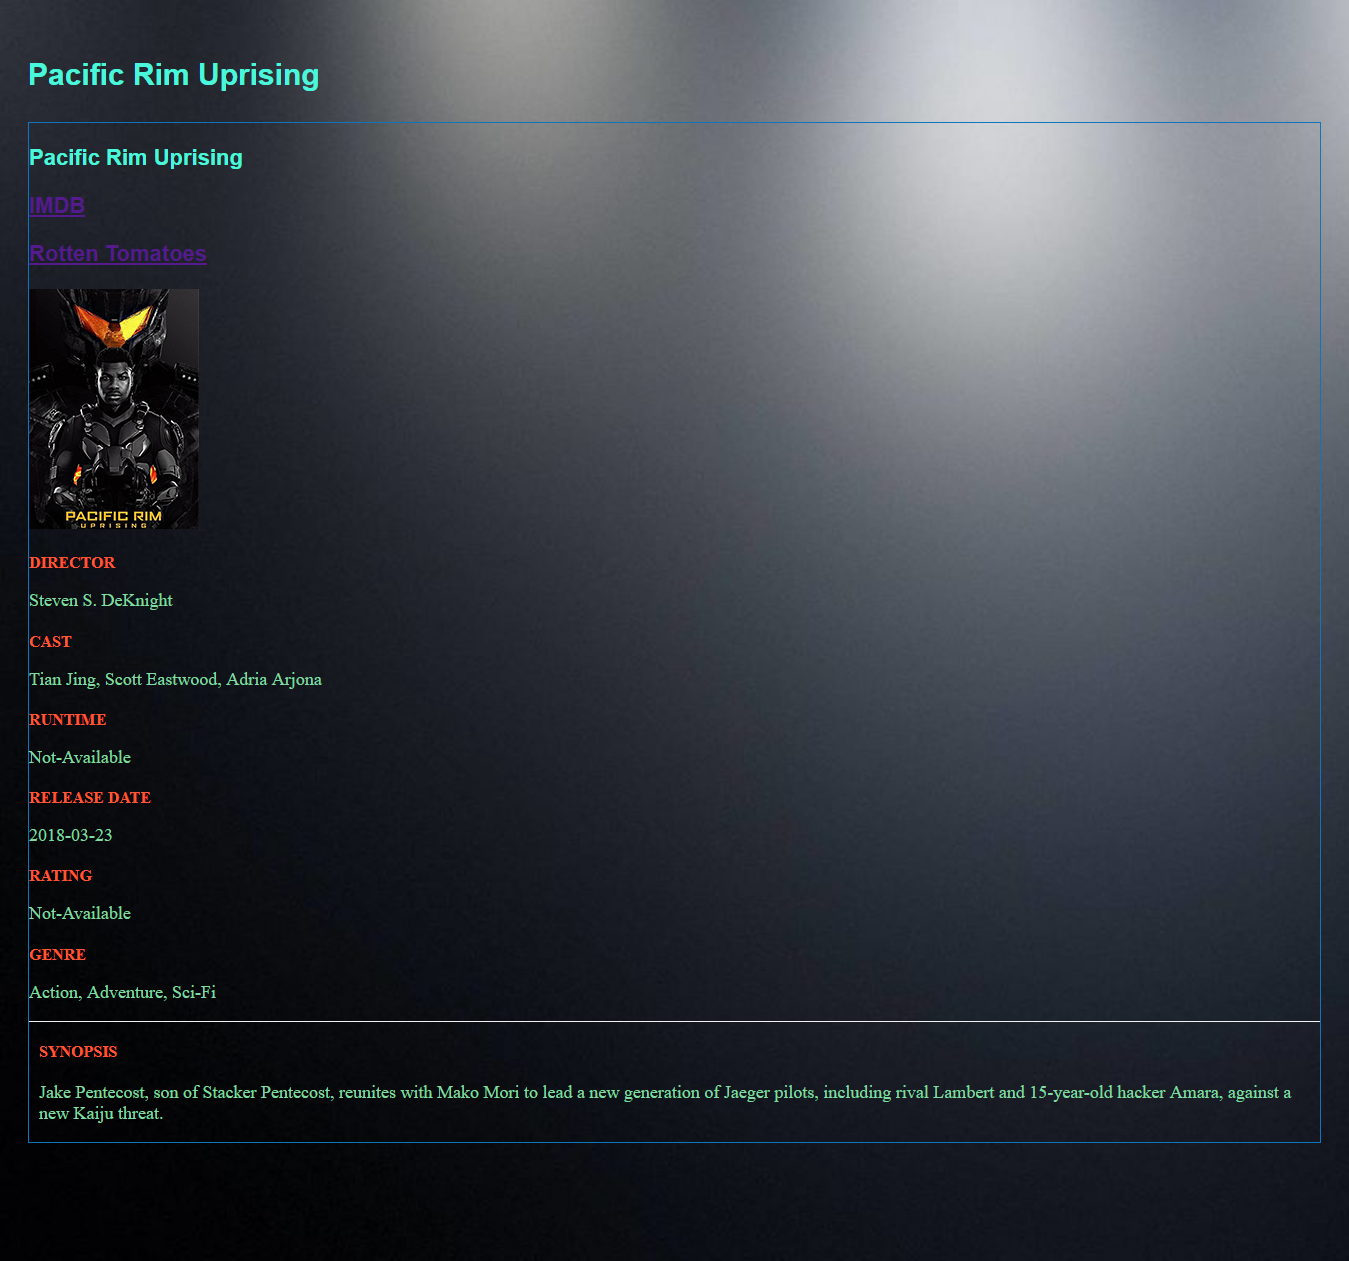 Pacific Rim Uprising
Pacific Rim Uprising
IMDB
Rotten Tomatoes
PACIFIC RIM
UPRISING
DIRECTOR
Steven S. DeKnight
CAST
Tian Jing, Scott Eastwood, Adria Arjona
RUNTIME
Not-Available
RELEASE DATE
2018-03-23
RATING
Not-Available
GENRE
Action, Adventure, Sci-Fi
SYNOPSIS
Jake Pentecost, son of Stacker Pentecost, reunites with Mako Mori to lead a new generation of Jaeger pilots, including rival Lambert and 15-year-old hacker Amara, against a
new Kaiju threat.